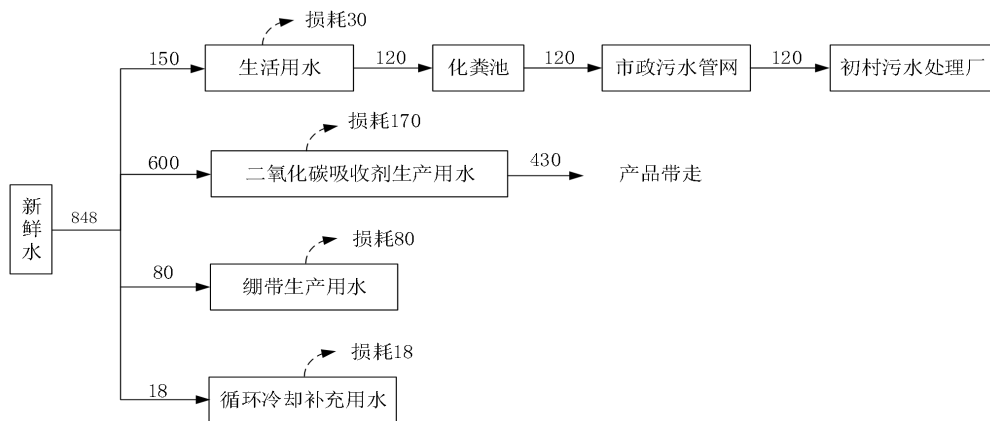 损耗30
150
生活用水
120
化粪池
120
市政污水管网
120
初村污水处理厂
损耗170
600
二氧化碳吸收剂生产用水
430
产品带走
新鲜水
848
损耗80
80
绷带生产用水
损耗18
18
循环冷却补充用水